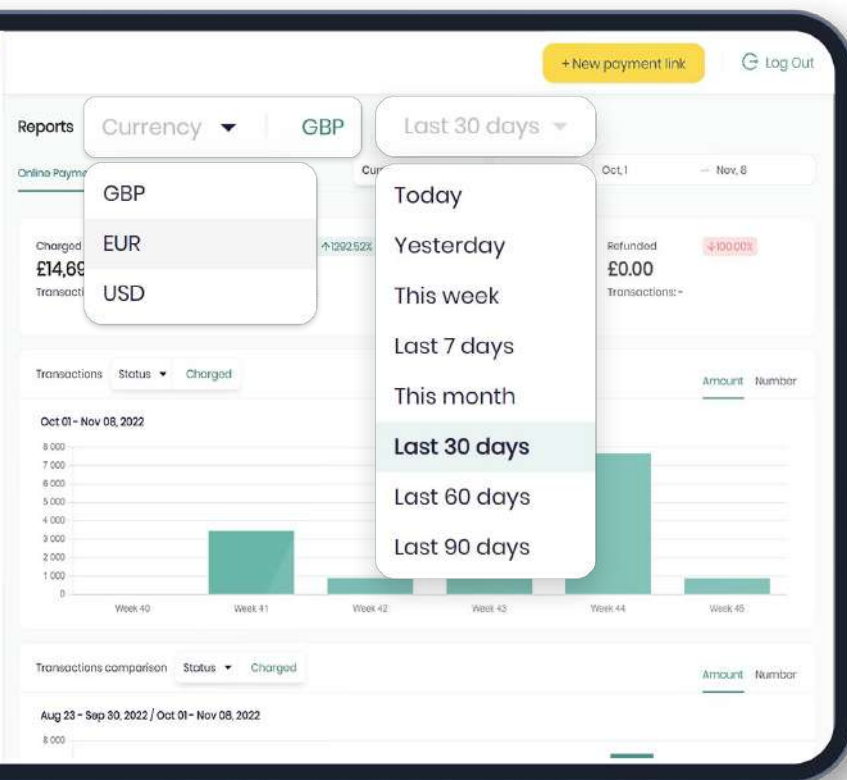 + New payment link
Log Out
Reports
Currency
GBP
Last 30 days
Oct, 1 — Nov, 8
GBP
EUR
USD
Today
Yesterday
This week
Last 7 days
This month
Last 30 days
Last 60 days
Last 90 days
Online
Charged
↑1292.52%
Refunded
↓100.00%
£0.00
Transactions: -
Transactions
Status
Charged
Amount
Number
Oct 01 - Nov 08, 2022
8 000
7 000
6 000
5 000
4 000
3 000
2 000
1 000
0
Week 40
Week 41
Week 42
Week 43
Week 44
Week 45
Transactions comparison
Status
Charged
Amount
Number
Aug 23 - Sep 30, 2022 / Oct 01 - Nov 08, 2022
8 000